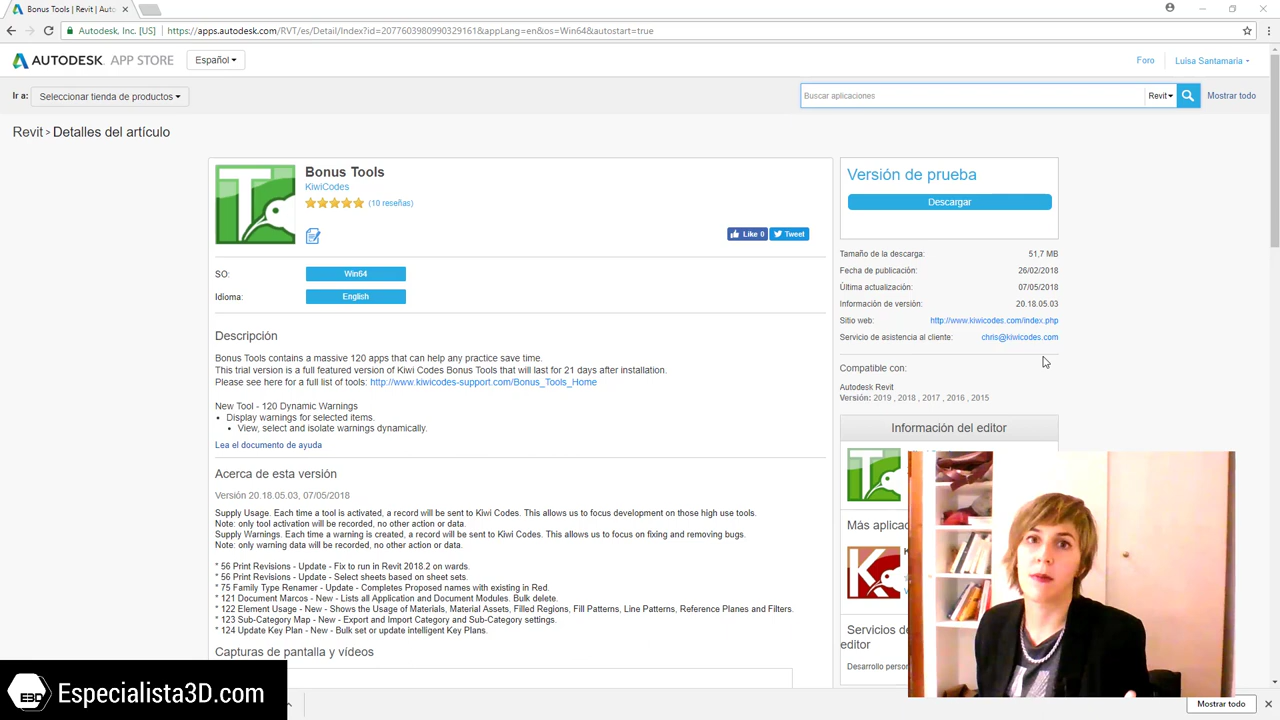 Bonus Tools | Revit | Auto
Autodesk, Inc. [US]
https://apps.autodesk.com/RVT/es/Detail/Index?id=2077603980990329161&appLang=en&os=Win64&autostart=true
AUTODESK. APP STORE
Español
Foro
Luisa Santamaria
Ir a:
Seleccionar tienda de productos
Buscar aplicaciones
Revit
Mostrar todo
Revit > Detalles del artículo
Bonus Tools
KiwiCodes
(10 reseñas)
Like 0
Tweet
SO:
Win64
Idioma:
English
Descripción
Bonus Tools contains a massive 120 apps that can help any practice save time.
This trial version is a full featured version of Kiwi Codes Bonus Tools that will last for 21 days after installation.
Please see here for a full list of tools: http://www.kiwicodes-support.com/Bonus_Tools_Home
New Tool - 120 Dynamic Warnings
• Display warnings for selected items.
• View, select and isolate warnings dynamically.
Lea el documento de ayuda
Acerca de esta versión
Versión 20.18.05.03, 07/05/2018
Supply Usage. Each time a tool is activated, a record will be sent to Kiwi Codes. This allows us to focus development on those high use tools.
Note: only tool activation will be recorded, no other action or data.
Supply Warnings. Each time a warning is created, a record will be sent to Kiwi Codes. This allows us to focus on fixing and removing bugs.
Note: only warning data will be recorded, no other action or data.
* 56 Print Revisions - Update - Fix to run in Revit 2018.2 on wards.
* 56 Print Revisions - Update - Select sheets based on sheet sets.
* 75 Family Type Renamer - Update - Completes Proposed names with existing in Red.
* 121 Document Marcos - New - Lists all Application and Document Modules. Bulk delete.
* 122 Element Usage - New - Shows the Usage of Materials, Material Assets, Filled Regions, Fill Patterns, Line Patterns, Reference Planes and Filters.
* 123 Sub-Category Map - New - Export and Import Category and Sub-Category settings.
* 124 Update Key Plan - New - Bulk set or update intelligent Key Plans.
Capturas de pantalla y vídeos
Versión de prueba
Descargar
Tamaño de la descarga: 51,7 MB
Fecha de publicación: 26/02/2018
Última actualización: 07/05/2018
Información de versión: 20.18.05.03
Sitio web: http://www.kiwicodes.com/index.php
Servicio de asistencia al cliente: chris@kiwicodes.com
Compatible con:
Autodesk Revit
Versión: 2019 , 2018 , 2017 , 2016 , 2015
Información del editor
Más aplica
Servicios de
editor
Desarrollo person
E3D
Especialista3D.com
Mostrar todo